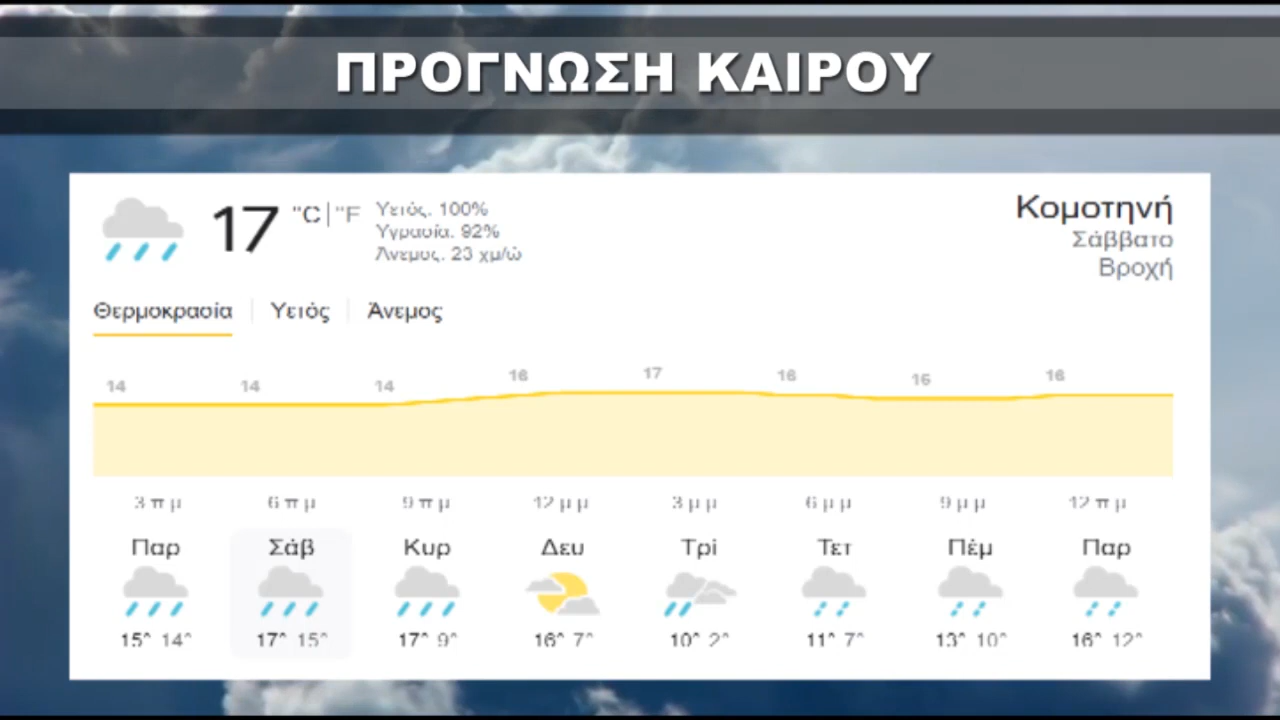 ΠΡΟΓΝΩΣΗ ΚΑΙΡΟΥ
17 °C | °F
Υετός: 100%
Υγρασία: 92%
Άνεμος: 23 χμ/ώ
Κομοτηνή
Σάββατο
Βροχή
Θερμοκρασία | Υετός | Άνεμος
14 14 14 16 17 16 15 16
3 π μ 6 π μ 9 π μ 12 μ μ 3 μ μ 6 μ μ 9 μ μ 12 π μ
Παρ Σάβ Κυρ Δευ Τρί Τετ Πέμ Παρ
15° 14° 17° 15° 17° 9° 16° 7° 10° 2° 11° 7° 13° 10° 16° 12°